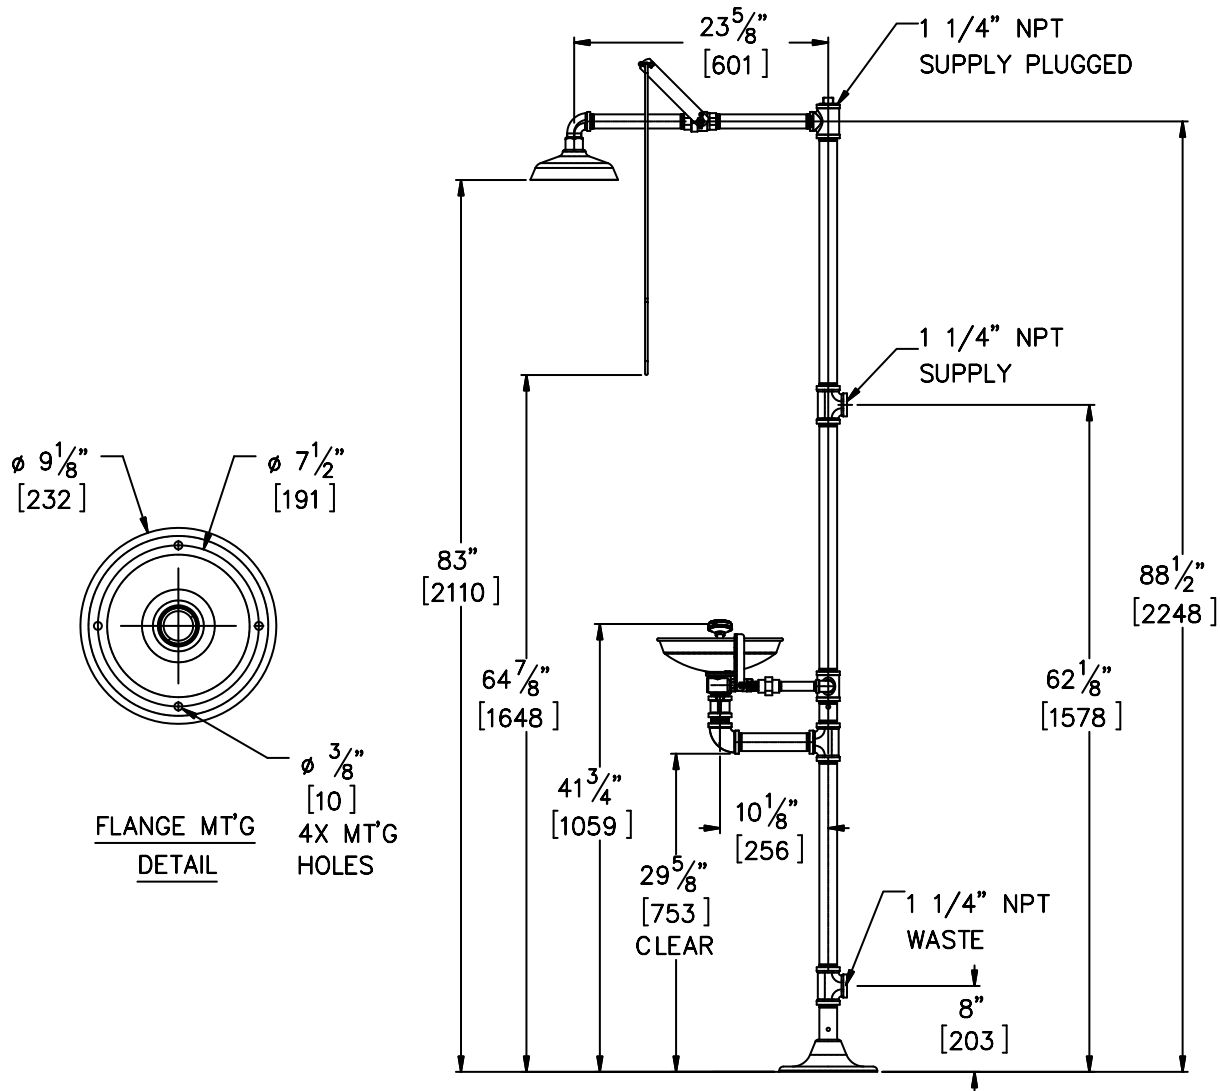 23 5/8”
[601]
1 1/4” NPT
SUPPLY PLUGGED
1 1/4” NPT
SUPPLY
ø 9 1/8”
[232]
ø 7 1/2”
[191]
83”
[2110]
88 1/2”
[2248]
64 7/8”
[1648]
62 1/8”
[1578]
ø 3/8”
[10]
4X MT'G
HOLES
FLANGE MT'G
DETAIL
41 3/4”
[1059]
10 1/8”
[256]
29 5/8”
[753]
CLEAR
1 1/4” NPT
WASTE
8”
[203]